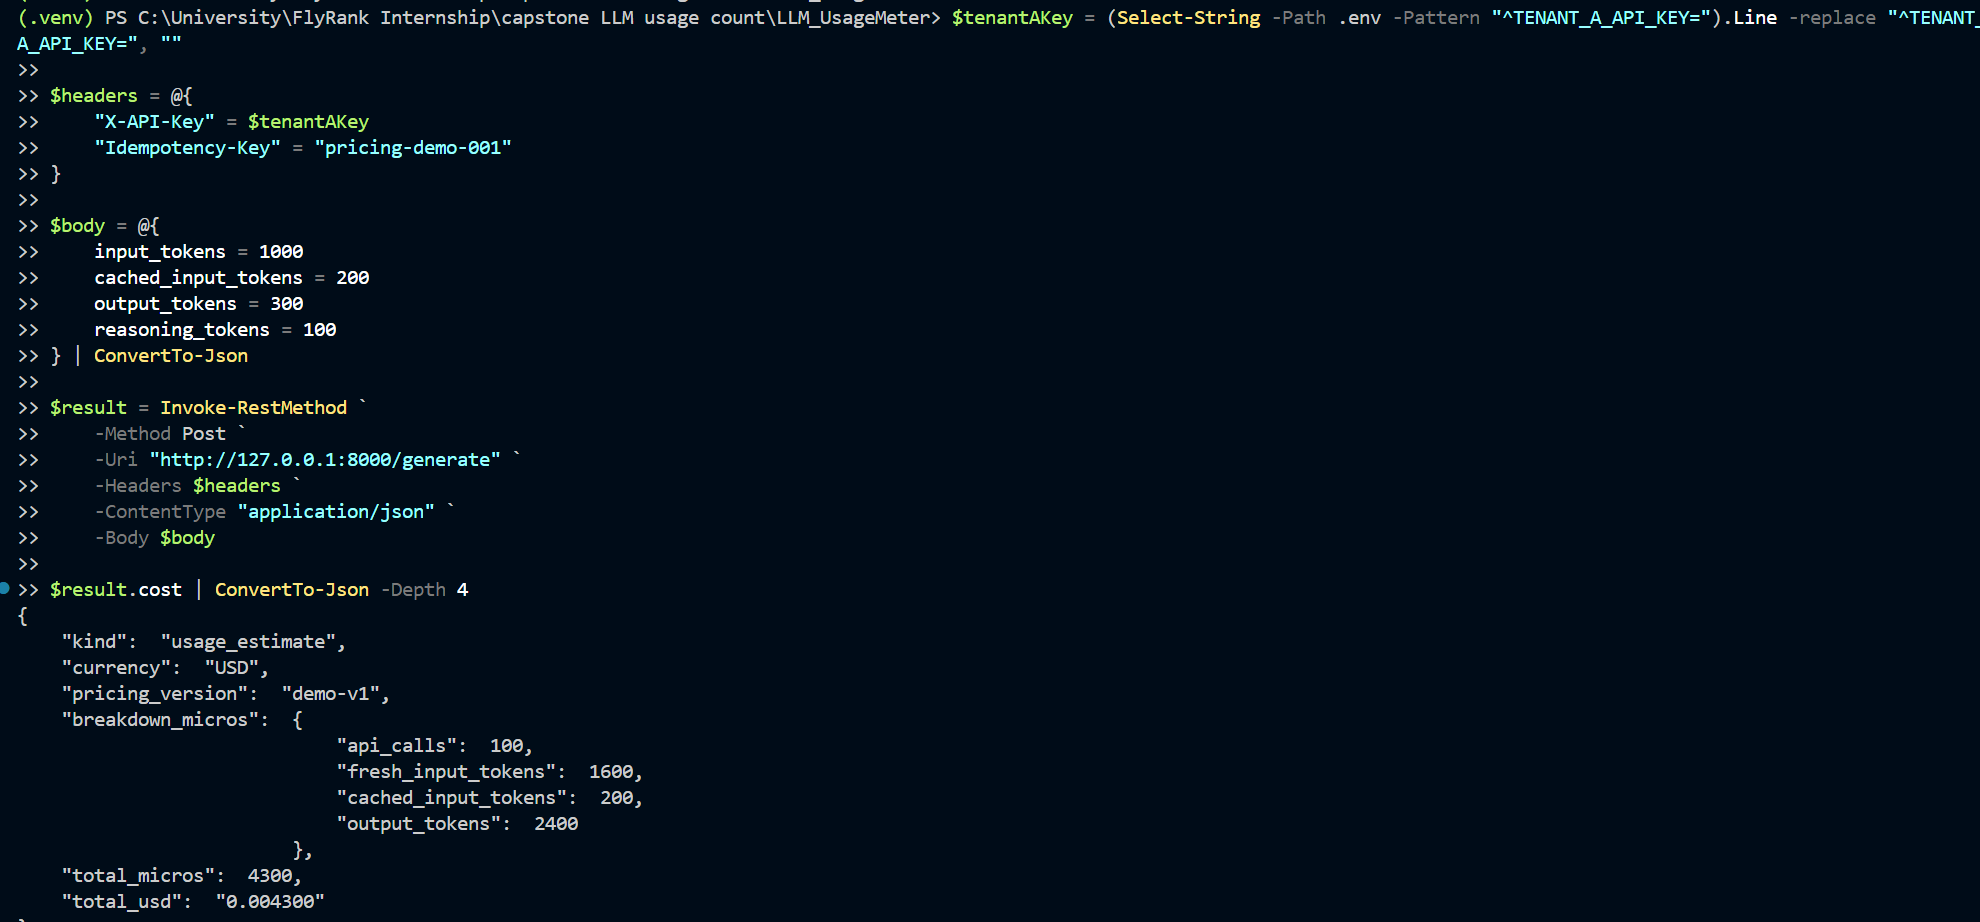 (.venv) PS C:\University\FlyRank Internship\capstone LLM usage count\LLM_UsageMeter> $tenantAKey = (Select-String -Path .env -Pattern "^TENANT_A_API_KEY=").Line -replace "^TENANT_
A_API_KEY=", ""
>>
>> $headers = @{
>>     "X-API-Key" = $tenantAKey
>>     "Idempotency-Key" = "pricing-demo-001"
>> }
>>
>> $body = @{
>>     input_tokens = 1000
>>     cached_input_tokens = 200
>>     output_tokens = 300
>>     reasoning_tokens = 100
>> } | ConvertTo-Json
>>
>> $result = Invoke-RestMethod `
>>     -Method Post `
>>     -Uri "http://127.0.0.1:8000/generate" `
>>     -Headers $headers `
>>     -ContentType "application/json" `
>>     -Body $body
>>
>> $result.cost | ConvertTo-Json -Depth 4
{
    "kind":  "usage_estimate",
    "currency":  "USD",
    "pricing_version":  "demo-v1",
    "breakdown_micros":  {
                             "api_calls":  100,
                             "fresh_input_tokens":  1600,
                             "cached_input_tokens":  200,
                             "output_tokens":  2400
                         },
    "total_micros":  4300,
    "total_usd":  "0.004300"